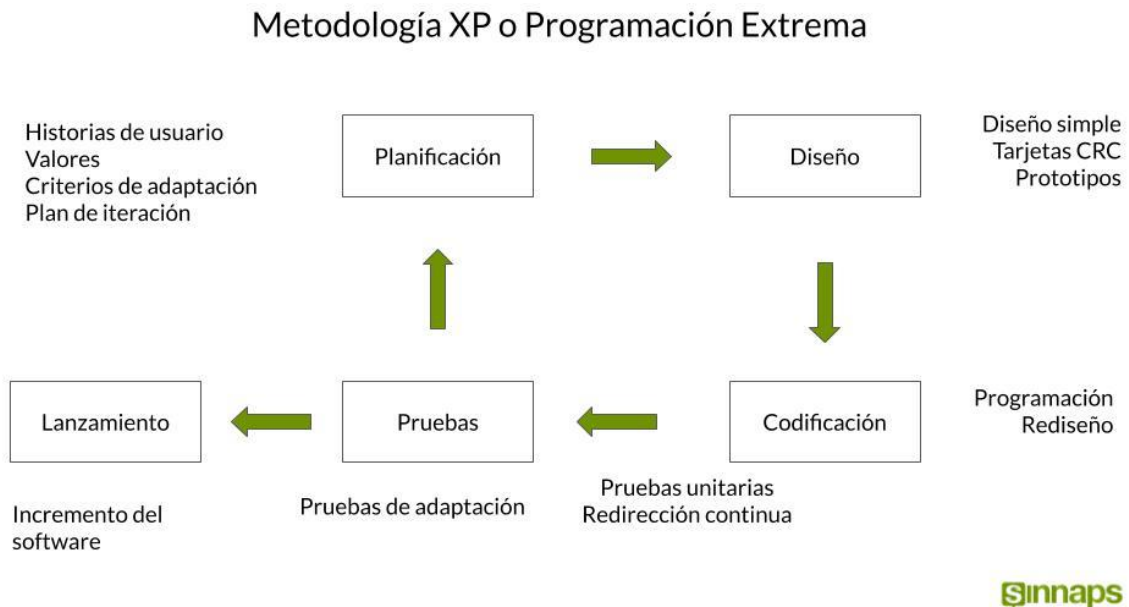 Metodología XP o Programación Extrema
Historias de usuario
Valores
Criterios de adaptación
Plan de iteración
Planificación
Diseño
Diseño simple
Tarjetas CRC
Prototipos
Lanzamiento
Pruebas
Codificación
Programación
Rediseño
Incremento del
software
Pruebas de adaptación
Pruebas unitarias
Redirección continua
sinnaps